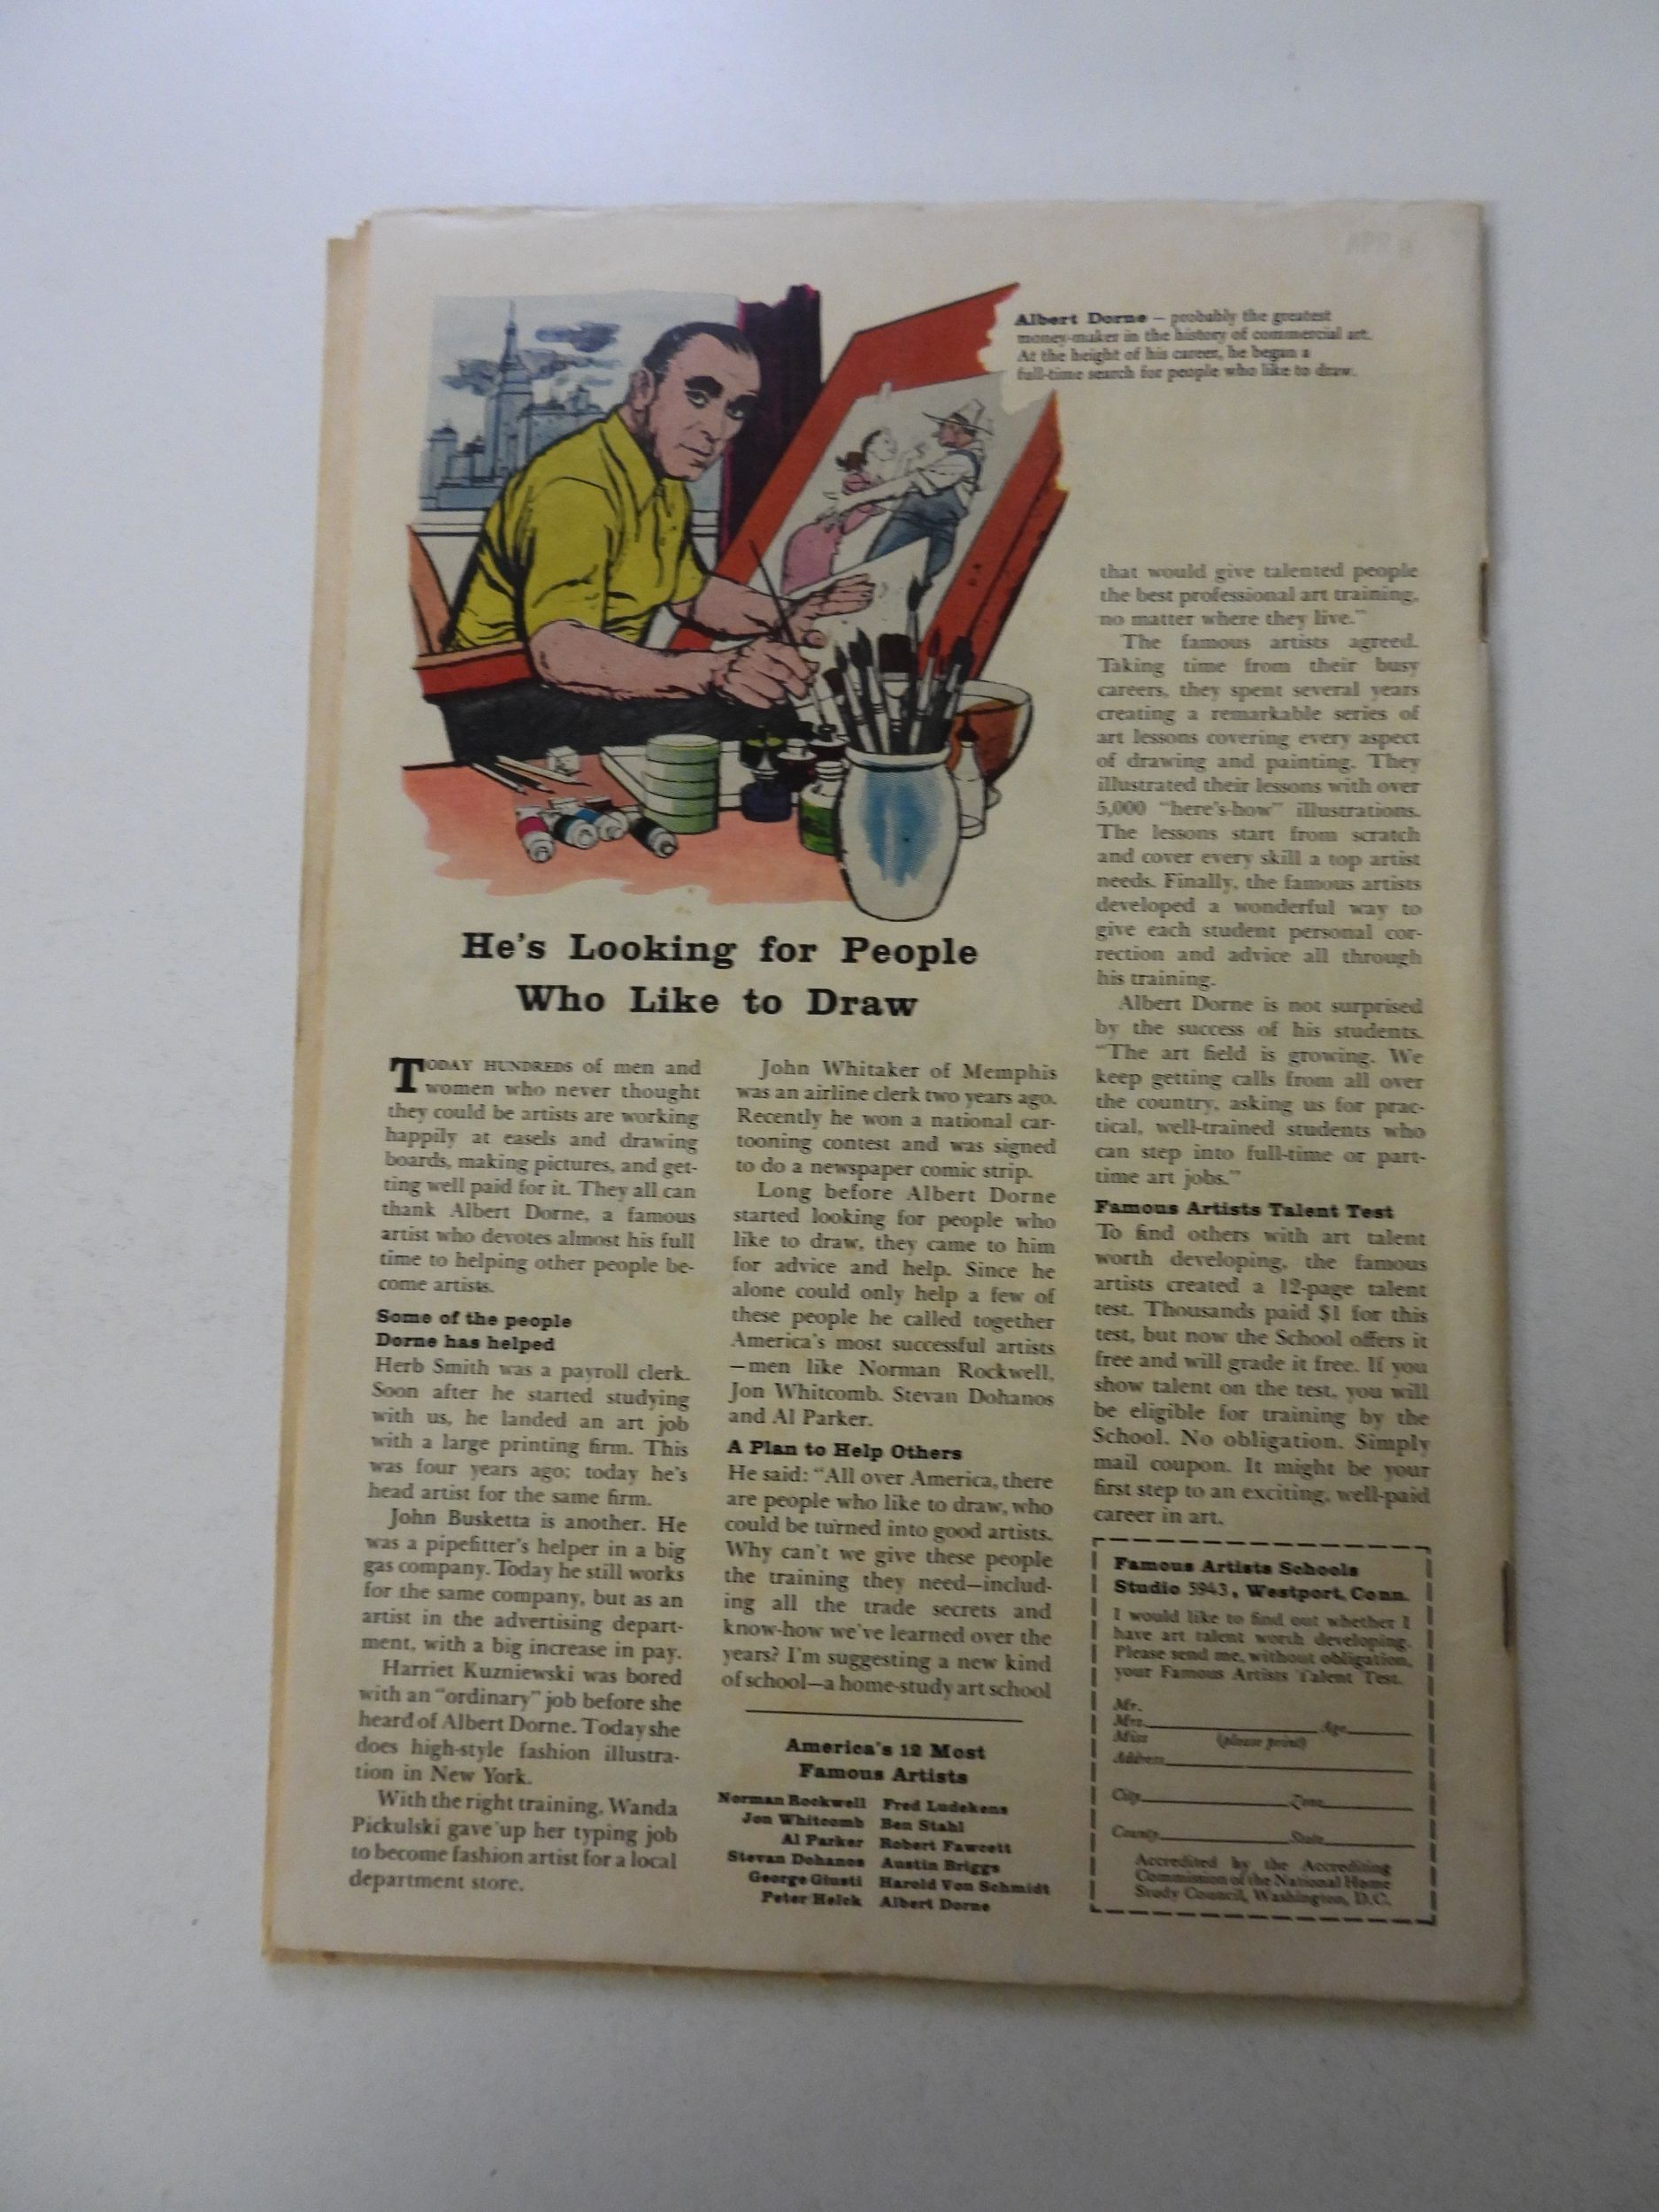 Albert Dorne – probably the greatest
money-maker in the history of commercial art.
At the height of his career, he began a
full-time search for people who like to draw.
He's Looking for People
Who Like to Draw
TODAY HUNDREDS of men and
women who never thought
they could be artists are working
happily at easels and drawing
boards, making pictures, and get-
ting well paid for it. They all can
thank Albert Dorne, a famous
artist who devotes almost his full
time to helping other people be-
come artists.
Some of the people
Dorne has helped
Herb Smith was a payroll clerk.
Soon after he started studying
with us, he landed an art job
with a large printing firm. This
was four years ago; today he's
head artist for the same firm.
John Busketta is another. He
was a pipefitter's helper in a big
gas company. Today he still works
for the same company, but as an
artist in the advertising depart-
ment, with a big increase in pay.
Harriet Kuzniewski was bored
with an "ordinary" job before she
heard of Albert Dorne. Today she
does high-style fashion illustra-
tion in New York.
With the right training, Wanda
Pickulski gave up her typing job
to become fashion artist for a local
department store.
John Whitaker of Memphis
was an airline clerk two years ago.
Recently he won a national car-
tooning contest and was signed
to do a newspaper comic strip.
Long before Albert Dorne
started looking for people who
like to draw, they came to him
for advice and help. Since he
alone could only help a few of
these people he called together
America's most successful artists
—men like Norman Rockwell,
Jon Whitcomb, Stevan Dohanos
and Al Parker.
A Plan to Help Others
He said: "All over America, there
are people who like to draw, who
could be turned into good artists.
Why can't we give these people
the training they need—includ-
ing all the trade secrets and
know-how we've learned over the
years? I'm suggesting a new kind
of school—a home-study art school
America's 12 Most
Famous Artists
Norman Rockwell Fred Ludekens
Jon Whitcomb Ben Stahl
Al Parker Robert Fawcett
Stevan Dohanos Austin Briggs
George Giusti Harold Von Schmidt
Peter Helck Albert Dorne
that would give talented people
the best professional art training,
no matter where they live."
The famous artists agreed.
Taking time from their busy
careers, they spent several years
creating a remarkable series of
art lessons covering every aspect
of drawing and painting. They
illustrated their lessons with over
5,000 "here's-how" illustrations.
The lessons start from scratch
and cover every skill a top artist
needs. Finally, the famous artists
developed a wonderful way to
give each student personal cor-
rection and advice all through
his training.
Albert Dorne is not surprised
by the success of his students.
"The art field is growing. We
keep getting calls from all over
the country, asking us for prac-
tical, well-trained students who
can step into full-time or part-
time art jobs."
Famous Artists Talent Test
To find others with art talent
worth developing, the famous
artists created a 12-page talent
test. Thousands paid $1 for this
test, but now the School offers it
free and will grade it free. If you
show talent on the test, you will
be eligible for training by the
School. No obligation. Simply
mail coupon. It might be your
first step to an exciting, well-paid
career in art.
Famous Artists Schools
Studio 5943, Westport, Conn.
I would like to find out whether I
have art talent worth developing.
Please send me, without obligation,
your Famous Artists Talent Test.
Mr.
Mrs. Age
Miss (please print)
Address
City Zone
County State
Accredited by the Accrediting
Commission of the National Home
Study Council, Washington, D.C.